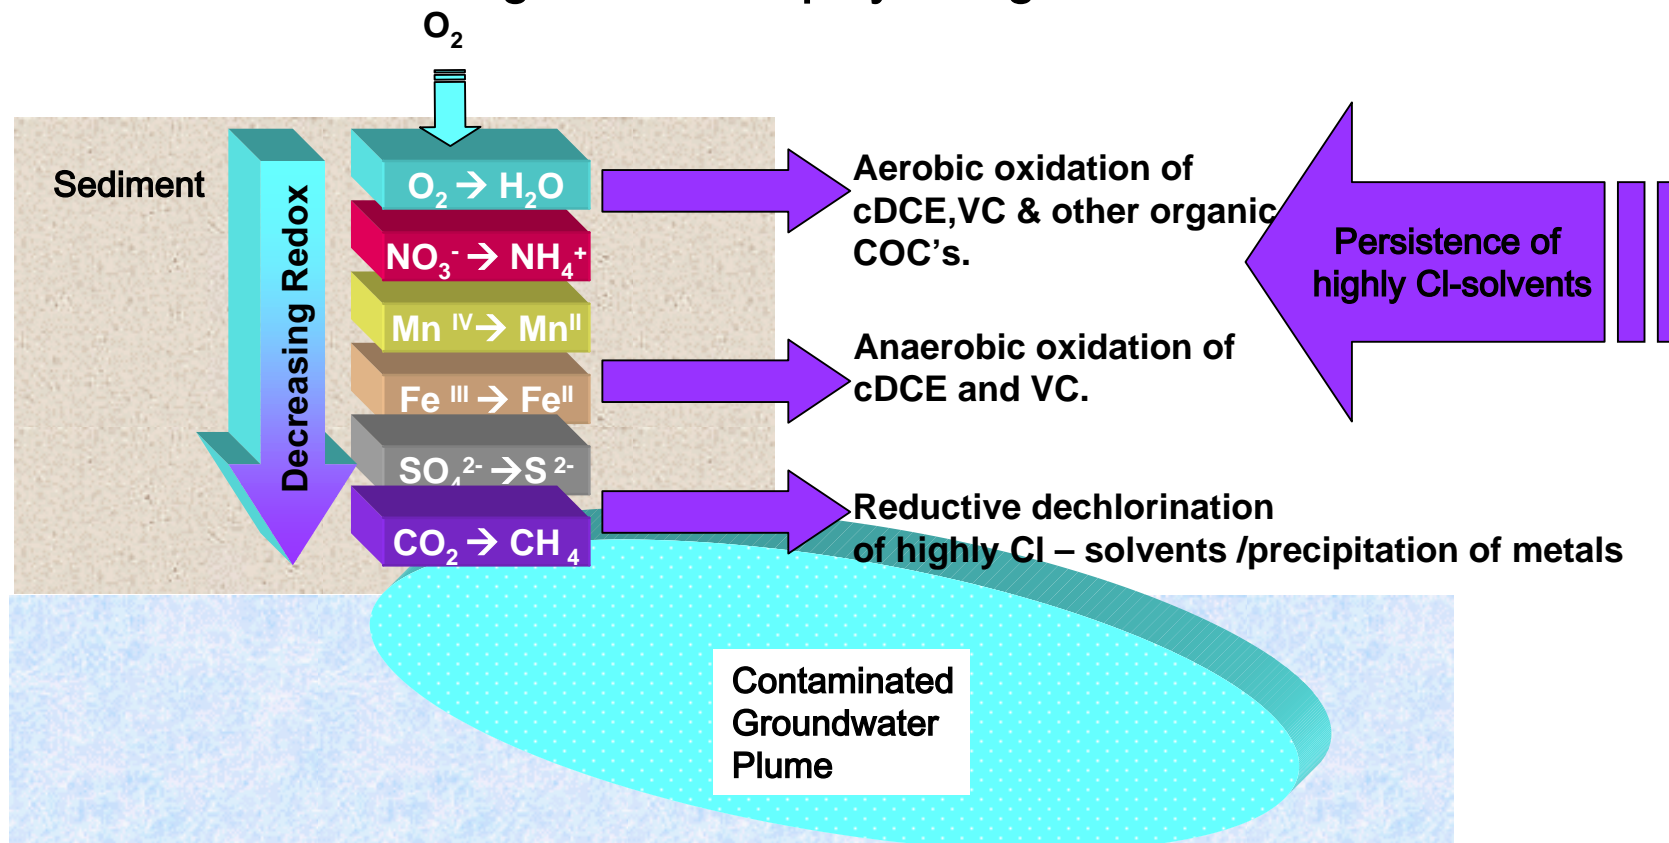 O₂
Sediment
Decreasing Redox
O₂ → H₂O
NO₃⁻ → NH₄⁺
Mn ᴵⱽ → Mnᴵᴵ
Fe ᴵᴵᴵ → Feᴵᴵ
SO₄²⁻ → S ²⁻
CO₂ → CH ₄
Aerobic oxidation of
cDCE,VC & other organic
COC's.
Anaerobic oxidation of
cDCE and VC.
Reductive dechlorination
of highly Cl – solvents /precipitation of metals
Persistence of
highly Cl-solvents
Contaminated
Groundwater
Plume